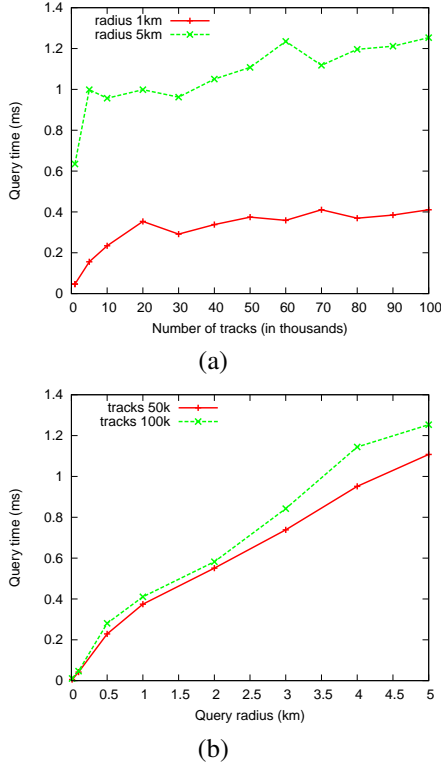 1.4
1.2
1
0.8
0.6
0.4
0.2
0
Query time (ms)
radius 1km
radius 5km
0 10 20 30 40 50 60 70 80 90 100
Number of tracks (in thousands)
(a)
1.4
1.2
1
0.8
0.6
0.4
0.2
0
Query time (ms)
tracks 50k
tracks 100k
0 0.5 1 1.5 2 2.5 3 3.5 4 4.5 5
Query radius (km)
(b)